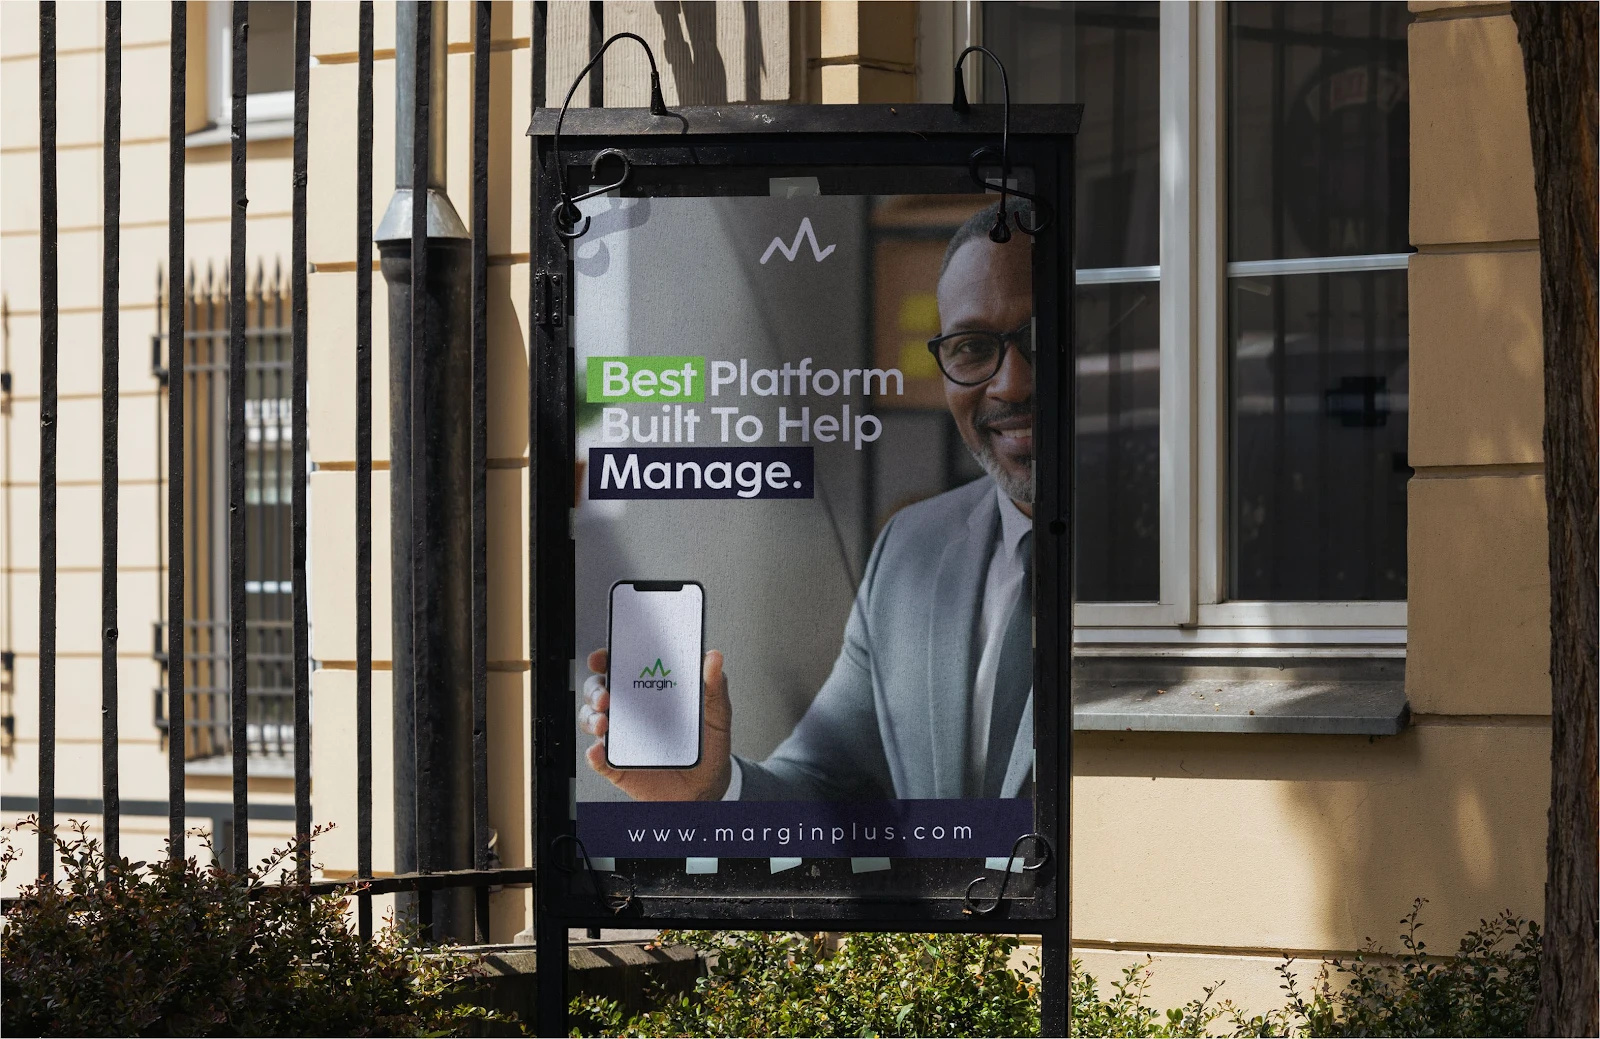 Best Platform
Built To Help
Manage.
margin+
www.marginplus.com